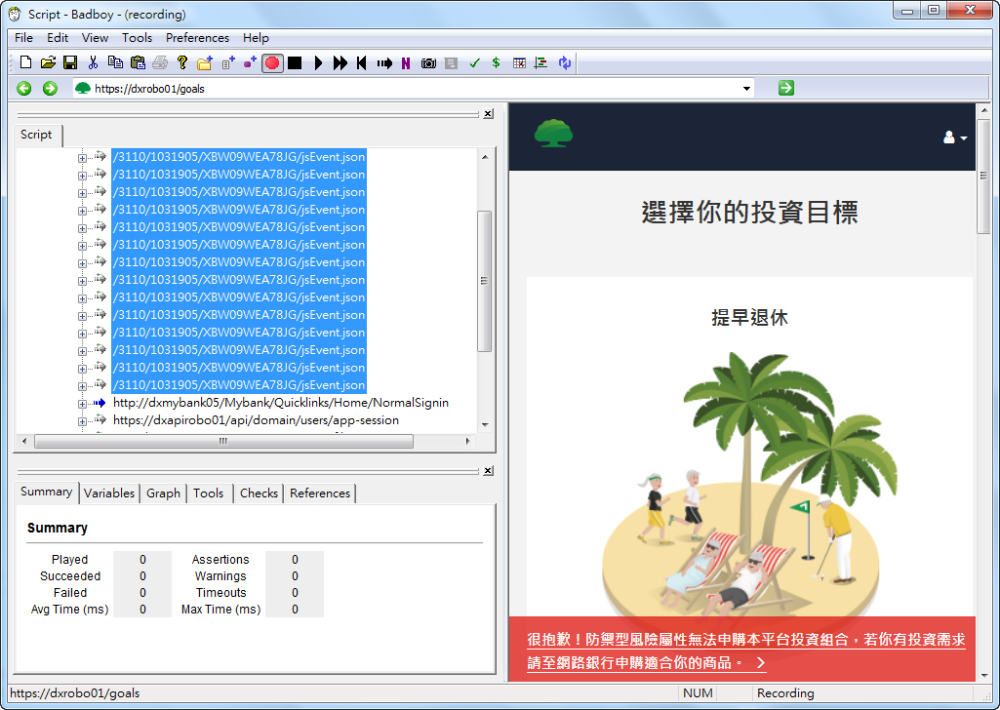 Script - Badboy - (recording)
File Edit View Tools Preferences Help
https://dxrobo01/goals
Script
/3110/1031905/XBW09WEA78JG/jsEvent.json
/3110/1031905/XBW09WEA78JG/jsEvent.json
/3110/1031905/XBW09WEA78JG/jsEvent.json
/3110/1031905/XBW09WEA78JG/jsEvent.json
/3110/1031905/XBW09WEA78JG/jsEvent.json
/3110/1031905/XBW09WEA78JG/jsEvent.json
/3110/1031905/XBW09WEA78JG/jsEvent.json
/3110/1031905/XBW09WEA78JG/jsEvent.json
/3110/1031905/XBW09WEA78JG/jsEvent.json
/3110/1031905/XBW09WEA78JG/jsEvent.json
/3110/1031905/XBW09WEA78JG/jsEvent.json
/3110/1031905/XBW09WEA78JG/jsEvent.json
/3110/1031905/XBW09WEA78JG/jsEvent.json
/3110/1031905/XBW09WEA78JG/jsEvent.json
http://dxmybank05/Mybank/Quicklinks/Home/NormalSignin
https://dxapirobo01/api/domain/users/app-session
Summary Variables Graph Tools Checks References
Summary
Played 0 Assertions 0
Succeeded 0 Warnings 0
Failed 0 Timeouts 0
Avg Time (ms) 0 Max Time (ms) 0
選擇你的投資目標
提早退休
很抱歉！防禦型風險屬性無法申購本平台投資組合，若你有投資需求
請至網路銀行申購適合你的商品。
https://dxrobo01/goals NUM Recording